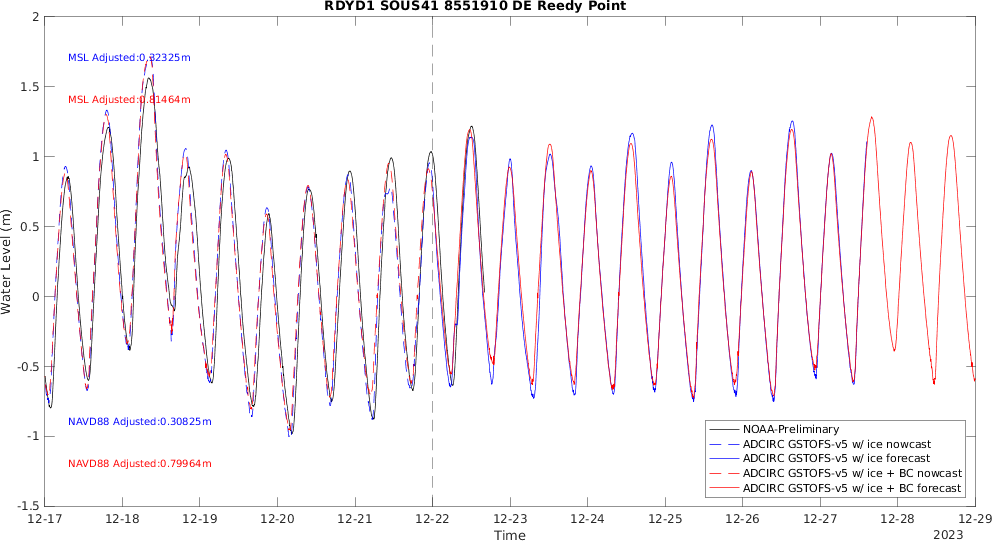 RDYD1 SOUS41 8551910 DE Reedy Point
2
1.5
1
0.5
0
-0.5
-1
-1.5
Water Level (m)
MSL Adjusted:0.32325m
MSL Adjusted:0.81464m
NAVD88 Adjusted:0.30825m
NAVD88 Adjusted:0.79964m
NOAA-Preliminary
ADCIRC GSTOFS-v5 w/ ice nowcast
ADCIRC GSTOFS-v5 w/ ice forecast
ADCIRC GSTOFS-v5 w/ ice + BC nowcast
ADCIRC GSTOFS-v5 w/ ice + BC forecast
12-17 12-18 12-19 12-20 12-21 12-22 12-23 12-24 12-25 12-26 12-27 12-28 12-29
Time
2023